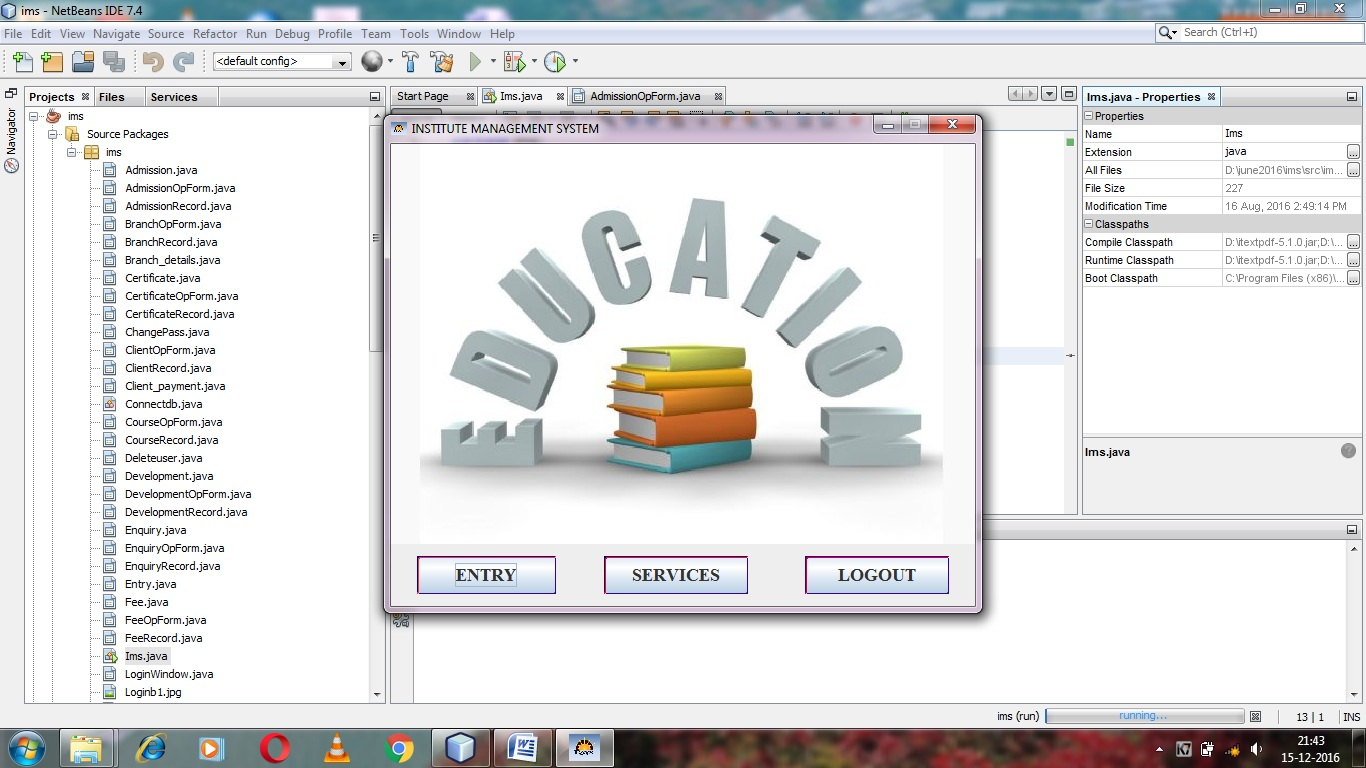 ims - NetBeans IDE 7.4
File Edit View Navigate Source Refactor Run Debug Profile Team Tools Window Help
Search (Ctrl+I)
<default config>
Projects
Files
Services
Navigator
ims
Source Packages
ims
Admission.java
AdmissionOpForm.java
AdmissionRecord.java
BranchOpForm.java
BranchRecord.java
Branch_details.java
Certificate.java
CertificateOpForm.java
CertificateRecord.java
ChangePass.java
ClientOpForm.java
ClientRecord.java
Client_payment.java
Connectdb.java
CourseOpForm.java
CourseRecord.java
Deleteuser.java
Development.java
DevelopmentOpForm.java
DevelopmentRecord.java
Enquiry.java
EnquiryOpForm.java
EnquiryRecord.java
Entry.java
Fee.java
FeeOpForm.java
FeeRecord.java
Ims.java
LoginWindow.java
Loginb1.jpg
Start Page
Ims.java
AdmissionOpForm.java
INSTITUTE MANAGEMENT SYSTEM
EDUCATION
ENTRY
SERVICES
LOGOUT
Ims.java - Properties
Properties
Name Ims
Extension java
All Files D:\june2016\ims\src\im...
File Size 227
Modification Time 16 Aug, 2016 2:49:14 PM
Classpaths
Compile Classpath D:\itextpdf-5.1.0.jar;D:\...
Runtime Classpath D:\itextpdf-5.1.0.jar;D:\...
Boot Classpath C:\Program Files (x86)\...
Ims.java
ims (run)
running...
13 | 1
INS
21:43
15-12-2016